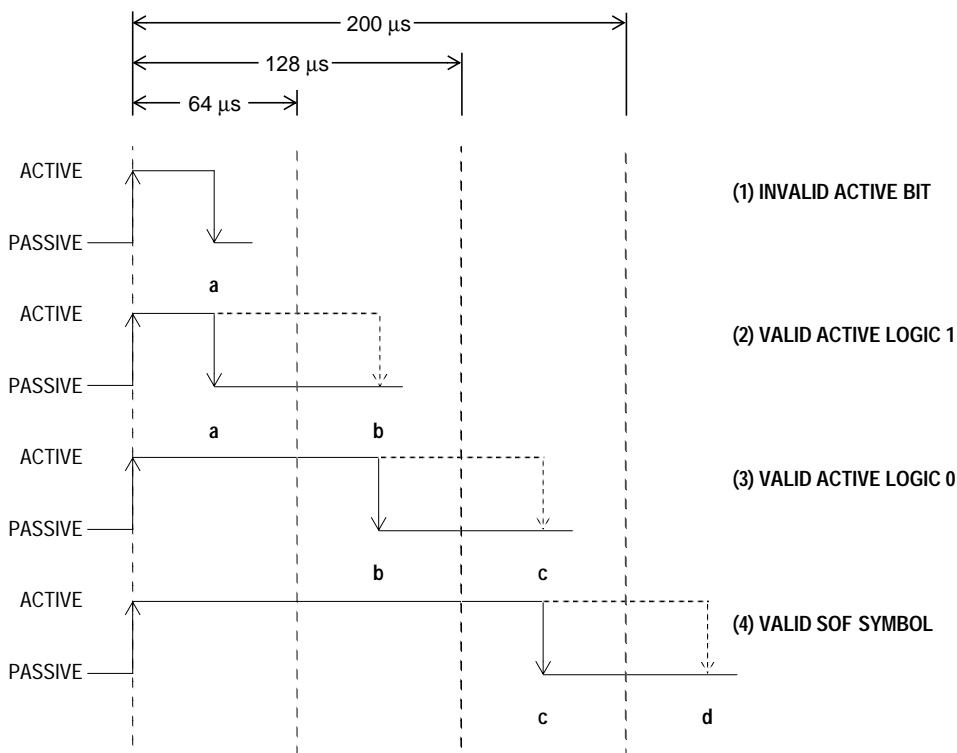 200 μs
128 μs
64 μs
ACTIVE
(1) INVALID ACTIVE BIT
PASSIVE
a
ACTIVE
(2) VALID ACTIVE LOGIC 1
PASSIVE
a b
ACTIVE
(3) VALID ACTIVE LOGIC 0
PASSIVE
b c
ACTIVE
(4) VALID SOF SYMBOL
PASSIVE
c d